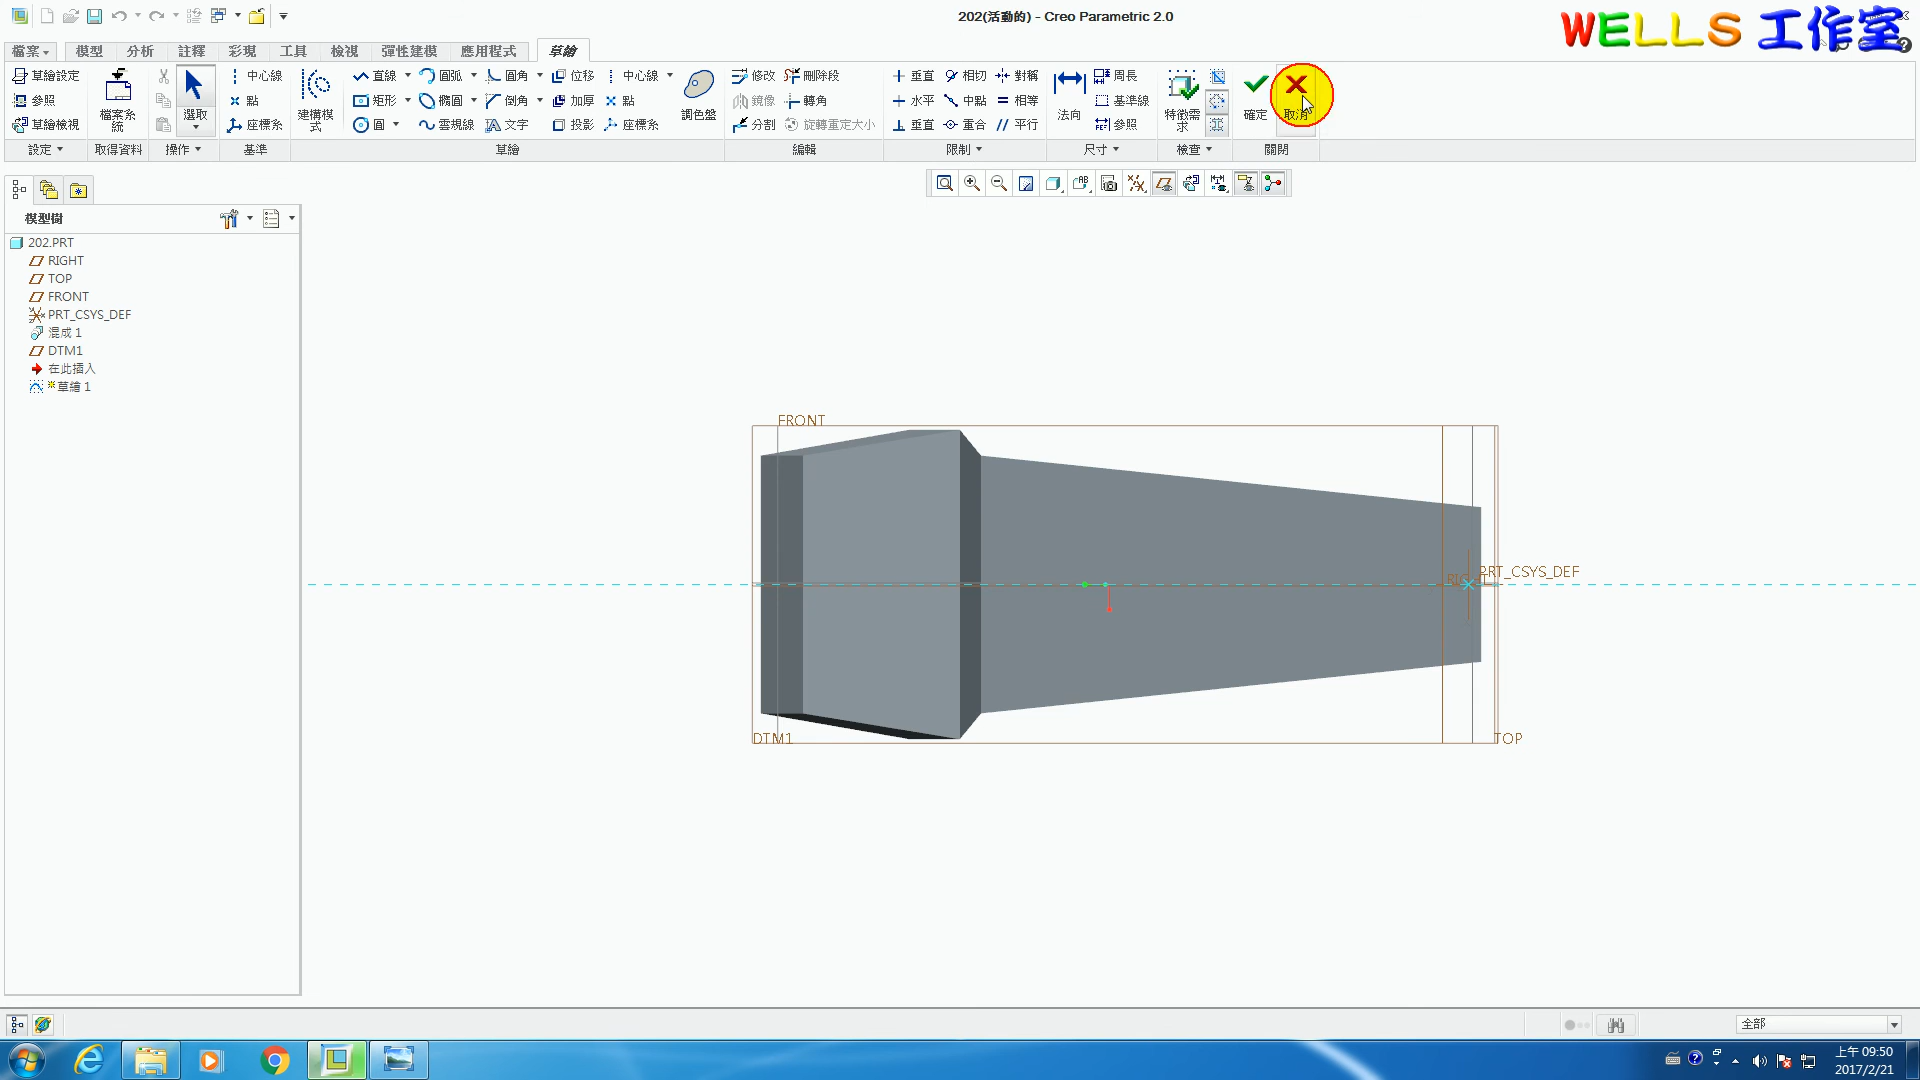 202(活動的) - Creo Parametric 2.0
WELLS 工作室
檔案 模型 分析 註釋 彩現 工具 檢視 彈性建模 應用程式 草繪
草繪設定 中心線 直線 圓弧 圓角 位移 中心線 修改 刪除段 垂直 相切 對稱 周長
參照 點 矩形 橢圓 倒角 加厚 點 鏡像 轉角 水平 中點 相等 基準線
草繪檢視 座標系 圓 雲規線 文字 投影 座標系 分割 旋轉重定大小 垂直 重合 平行 參照
檔案系統 選取 建構模式 調色盤 法向 特徵需求 確定 取消
設定 取得資料 操作 基準 草繪 編輯 限制 尺寸 檢查 關閉
模型樹
202.PRT
RIGHT
TOP
FRONT
PRT_CSYS_DEF
混成 1
DTM1
在此插入
草繪 1
FRONT
PRT_CSYS_DEF
DTM1
TOP
全部
上午 09:50
2017/2/21